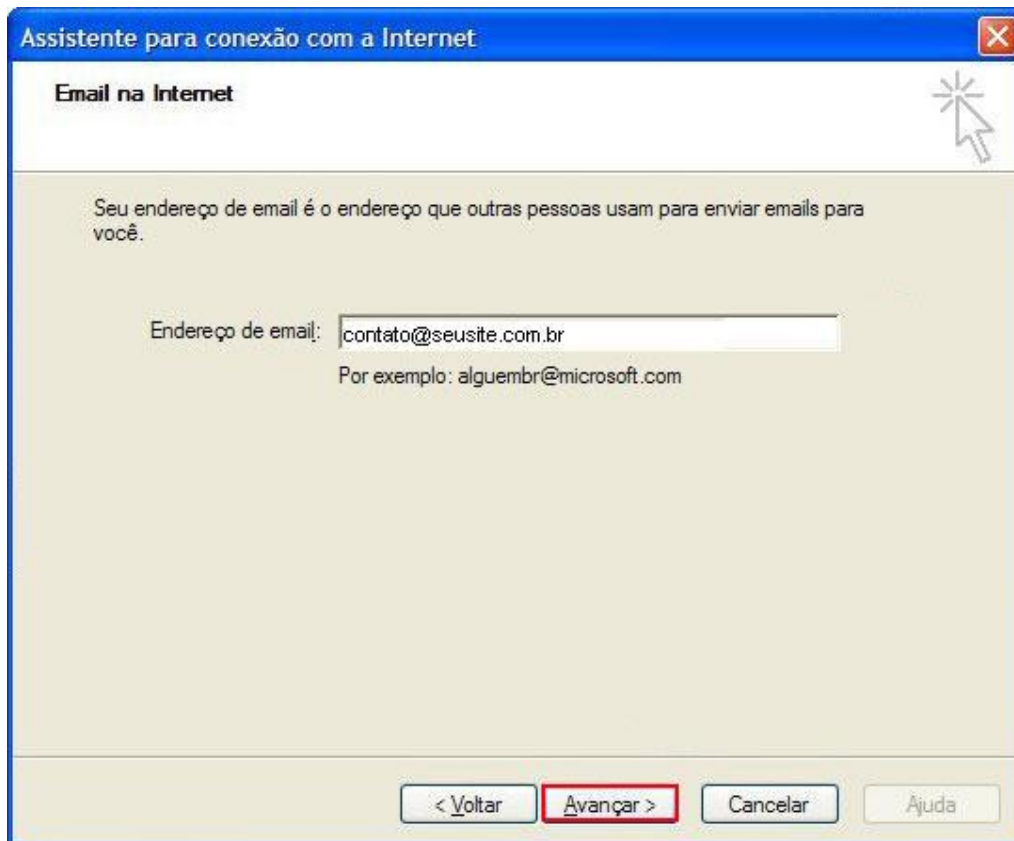 Assistente para conexão com a Internet
Email na Internet
Seu endereço de email é o endereço que outras pessoas usam para enviar emails para
você.
Endereço de email: contato@seusite.com.br
Por exemplo: alguembr@microsoft.com
< Voltar Avançar > Cancelar Ajuda